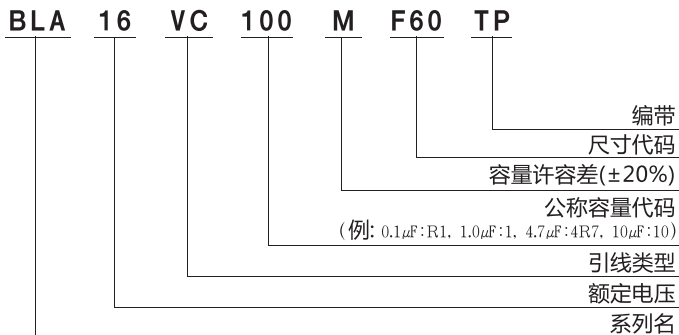 BLA 16 VC 100 M F60 TP
编带
尺寸代码
容量许容差(±20%)
公称容量代码
(例: 0.1μF:R1, 1.0μF:1, 4.7μF:4R7, 10μF:10)
引线类型
额定电压
系列名